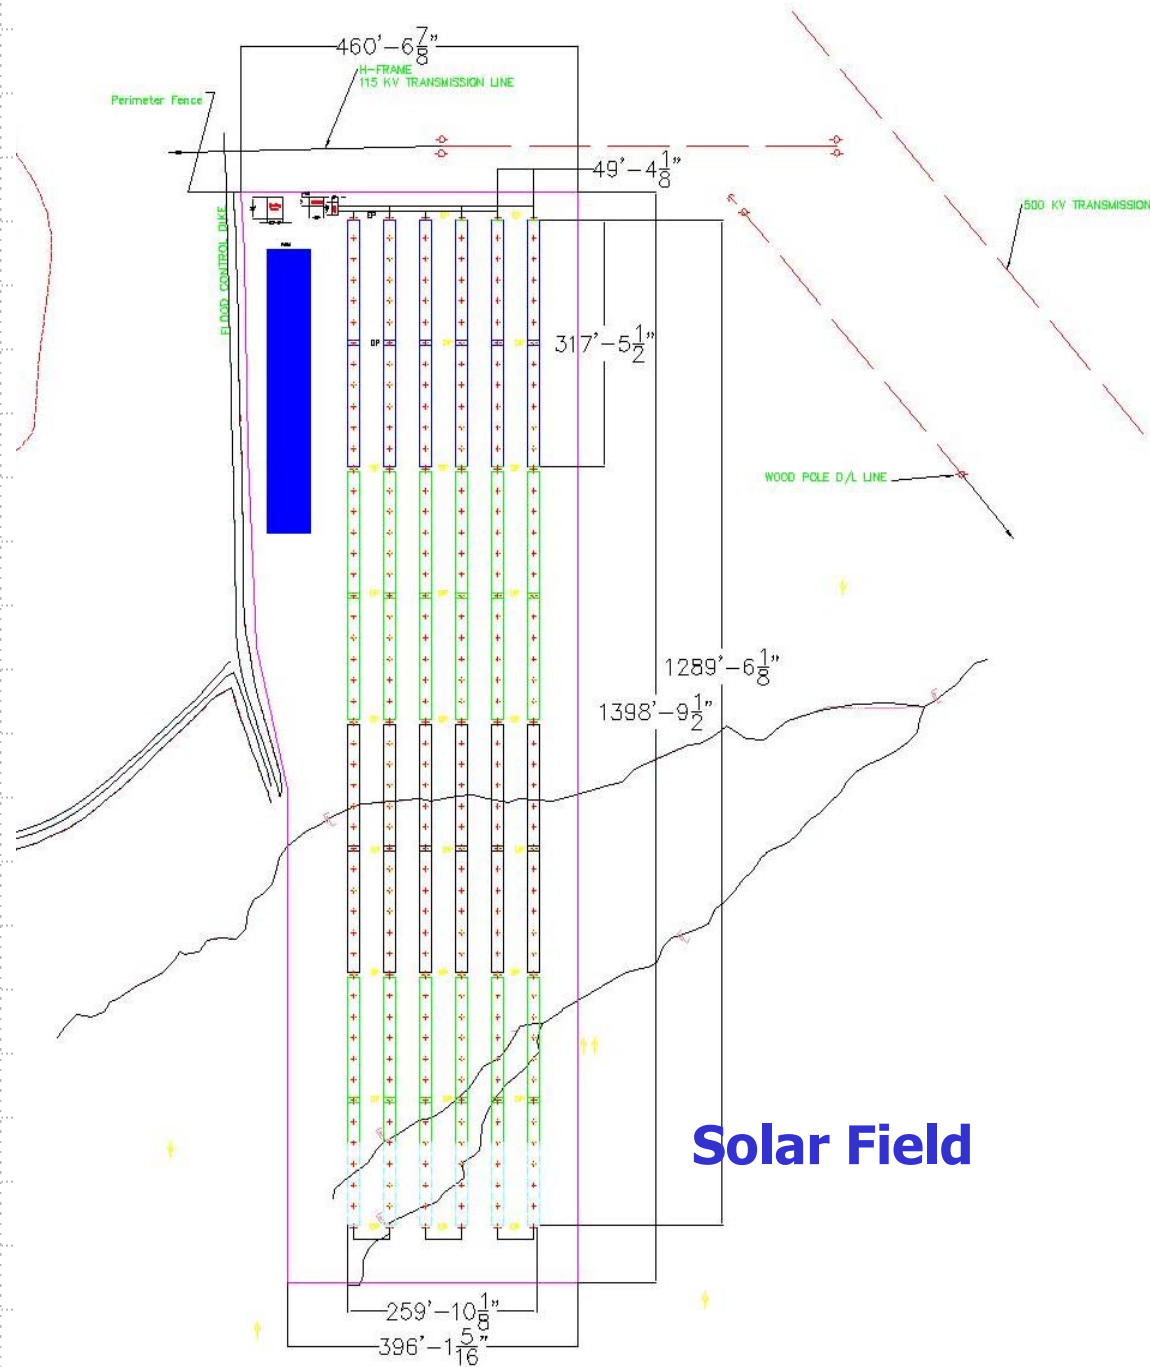 460'-6 7/8"
H-FRAME
115 KV TRANSMISSION LINE
Perimeter Fence
49'-4 1/8"
500 KV TRANSMISSION
FLOOD CONTROL DIKE
DP
317'-5 1/2"
DP
WOOD POLE D/L LINE
1289'-6 1/8"
1398'-9 1/2"
Solar Field
259'-10 1/8"
396'-1 5/16"